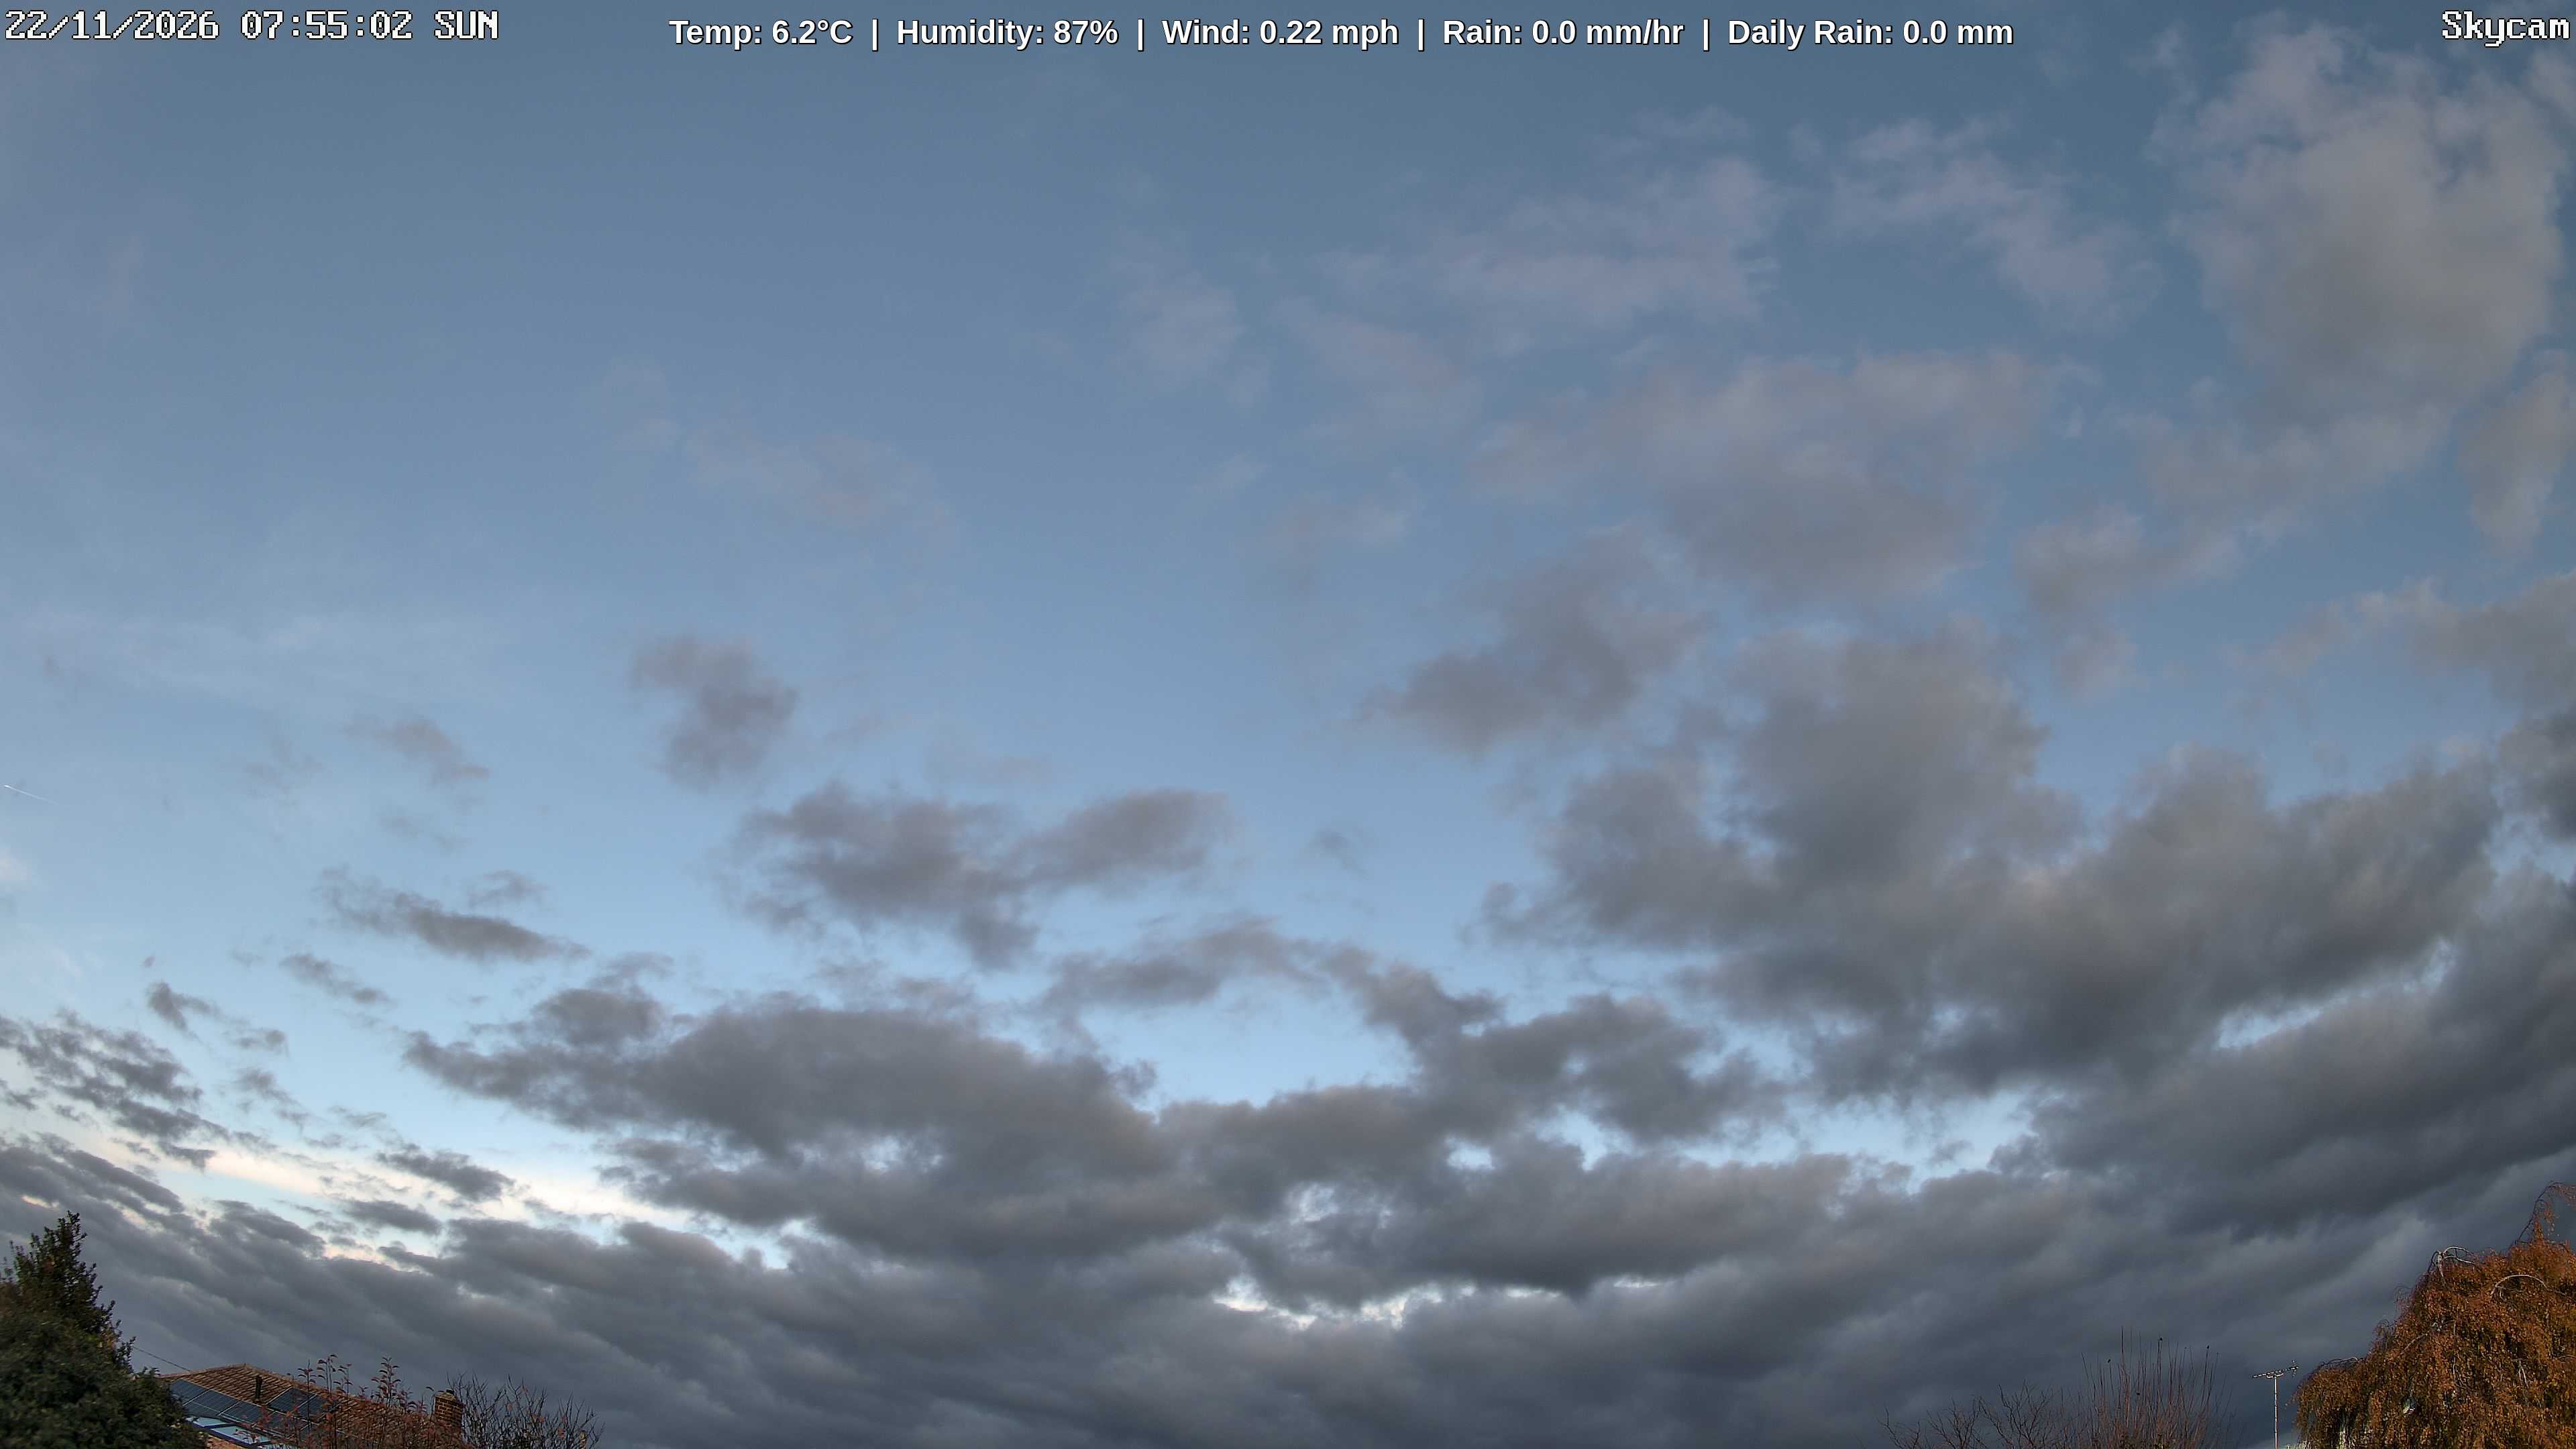 22/11/2026 07:55:02 SUN
Temp: 6.2°C | Humidity: 87% | Wind: 0.22 mph | Rain: 0.0 mm/hr | Daily Rain: 0.0 mm
Skycam